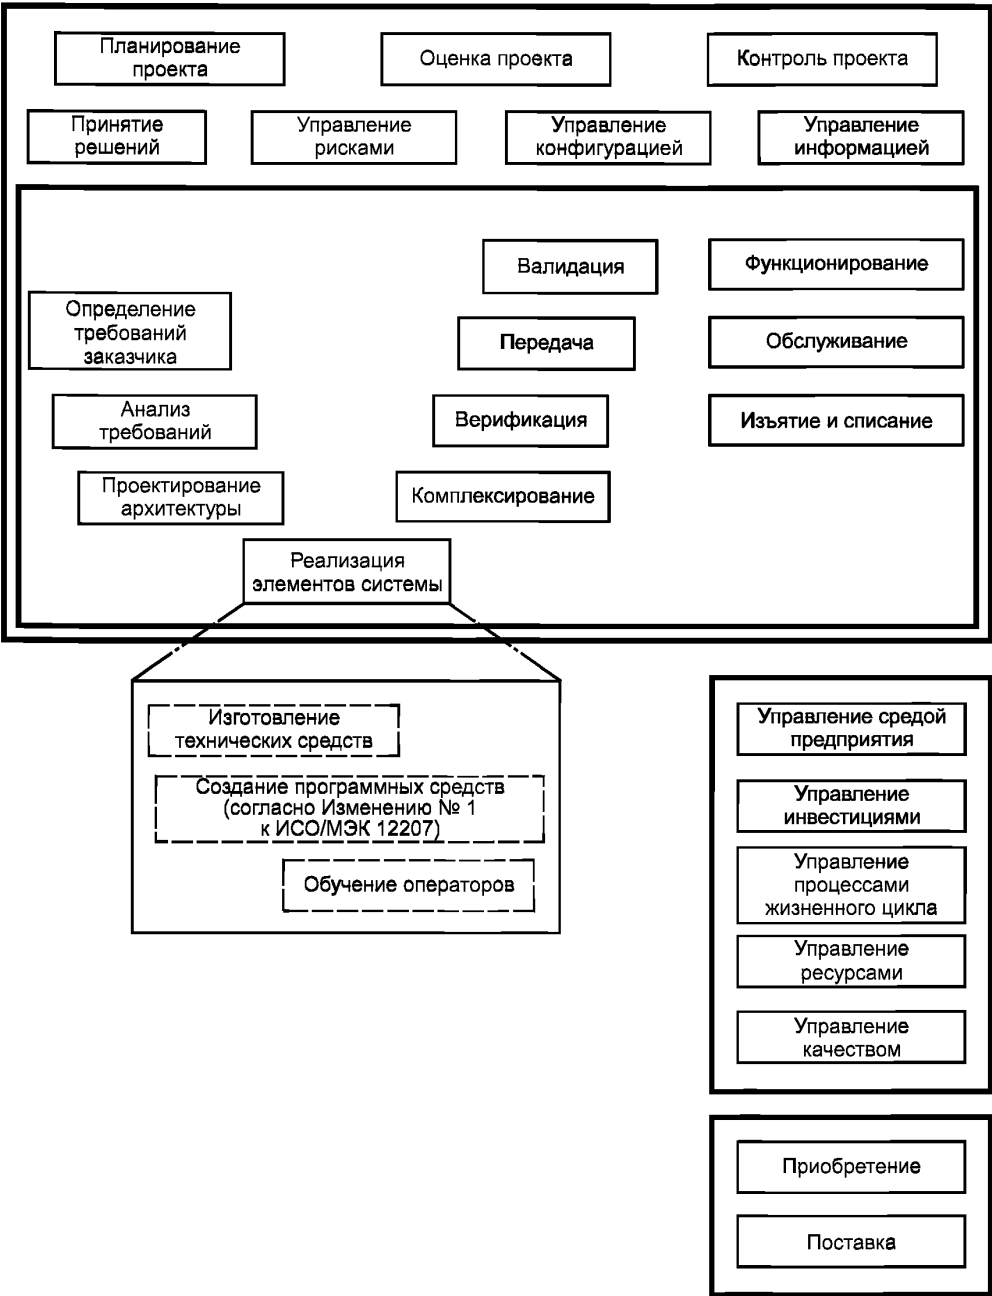 Планирование
проекта
Оценка проекта
Контроль проекта
Принятие
решений
Управление
рисками
Управление
конфигурацией
Управление
информацией
Валидация
Функционирование
Определение
требований
заказчика
Передача
Обслуживание
Анализ
требований
Верификация
Изъятие и списание
Проектирование
архитектуры
Комплексирование
Реализация
элементов системы
Изготовление
технических средств
Создание программных средств
(согласно Изменению № 1
к ИСО/МЭК 12207)
Обучение операторов
Управление средой
предприятия
Управление
инвестициями
Управление
процессами
жизненного цикла
Управление
ресурсами
Управление
качеством
Приобретение
Поставка